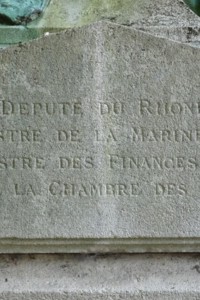 DÉPUTÉ DU RHÔN
STRE DE LA MARINE
STRE DES FINANCES
LA CHAMBRE DES